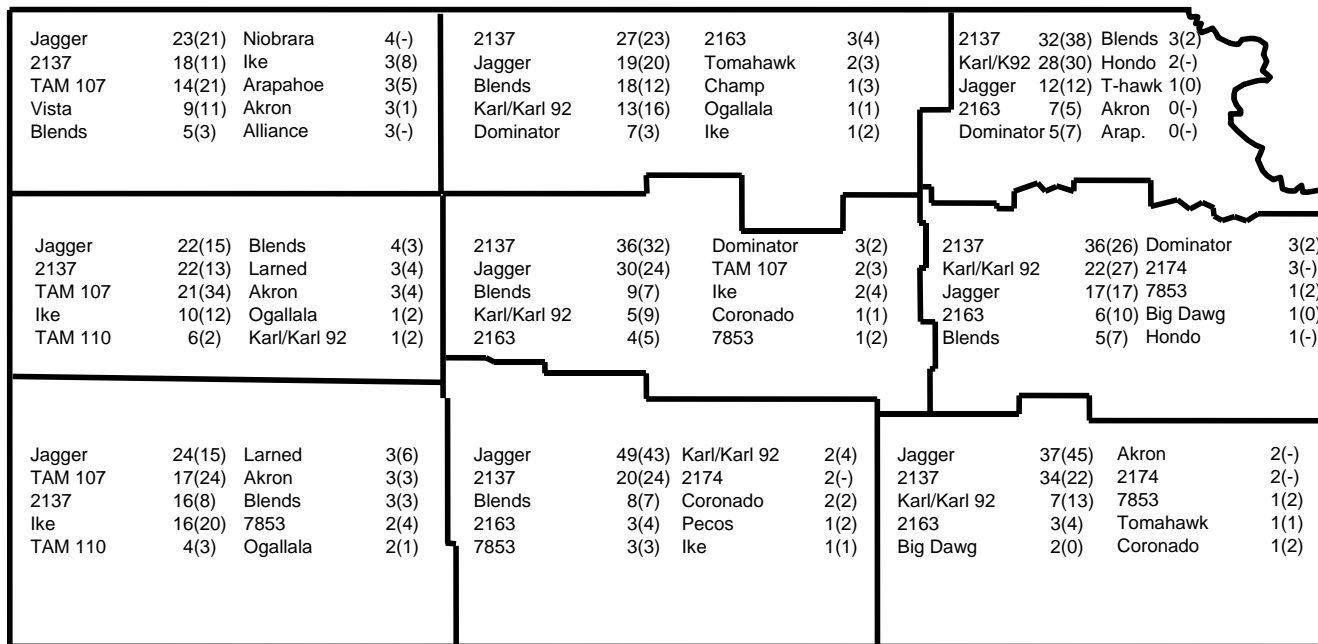 Jagger 23(21) Niobrara 4(-)
2137 18(11) Ike 3(8)
TAM 107 14(21) Arapahoe 3(5)
Vista 9(11) Akron 3(1)
Blends 5(3) Alliance 3(-)
2137 27(23) 2163 3(4)
Jagger 19(20) Tomahawk 2(3)
Blends 18(12) Champ 1(3)
Karl/Karl 92 13(16) Ogallala 1(1)
Dominator 7(3) Ike 1(2)
2137 32(38) Blends 3(2)
Karl/K92 28(30) Hondo 2(-)
Jagger 12(12) T-hawk 1(0)
2163 7(5) Akron 0(-)
Dominator 5(7) Arap. 0(-)
Jagger 22(15) Blends 4(3)
2137 22(13) Larned 3(4)
TAM 107 21(34) Akron 3(4)
Ike 10(12) Ogallala 1(2)
TAM 110 6(2) Karl/Karl 92 1(2)
2137 36(32) Dominator 3(2)
Jagger 30(24) TAM 107 2(3)
Blends 9(7) Ike 2(4)
Karl/Karl 92 5(9) Coronado 1(1)
2163 4(5) 7853 1(2)
2137 36(26) Dominator 3(2)
Karl/Karl 92 22(27) 2174 3(-)
Jagger 17(17) 7853 1(2)
2163 6(10) Big Dawg 1(0)
Blends 5(7) Hondo 1(-)
Jagger 24(15) Larned 3(6)
TAM 107 17(24) Akron 3(3)
2137 16(8) Blends 3(3)
Ike 16(20) 7853 2(4)
TAM 110 4(3) Ogallala 2(1)
Jagger 49(43) Karl/Karl 92 2(4)
2137 20(24) 2174 2(-)
Blends 8(7) Coronado 2(2)
2163 3(4) Pecos 1(2)
7853 3(3) Ike 1(1)
Jagger 37(45) Akron 2(-)
2137 34(22) 2174 2(-)
Karl/Karl 92 7(13) 7853 1(2)
2163 3(4) Tomahawk 1(1)
Big Dawg 2(0) Coronado 1(2)